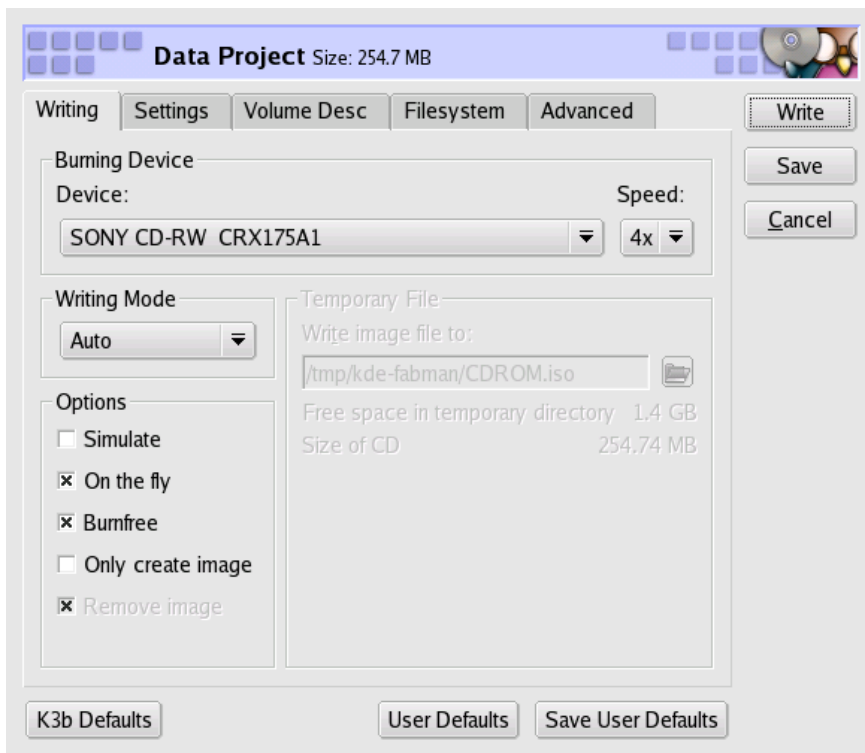 Data Project Size: 254.7 MB
Writing Settings Volume Desc Filesystem Advanced
Write
Save
Cancel
Burning Device
Device: Speed:
SONY CD-RW CRX175A1 4x
Writing Mode
Auto
Options
Simulate
On the fly
Burnfree
Only create image
Remove image
Temporary File
Write image file to:
/tmp/kde-fabman/CDROM.iso
Free space in temporary directory 1.4 GB
Size of CD 254.74 MB
K3b Defaults User Defaults Save User Defaults